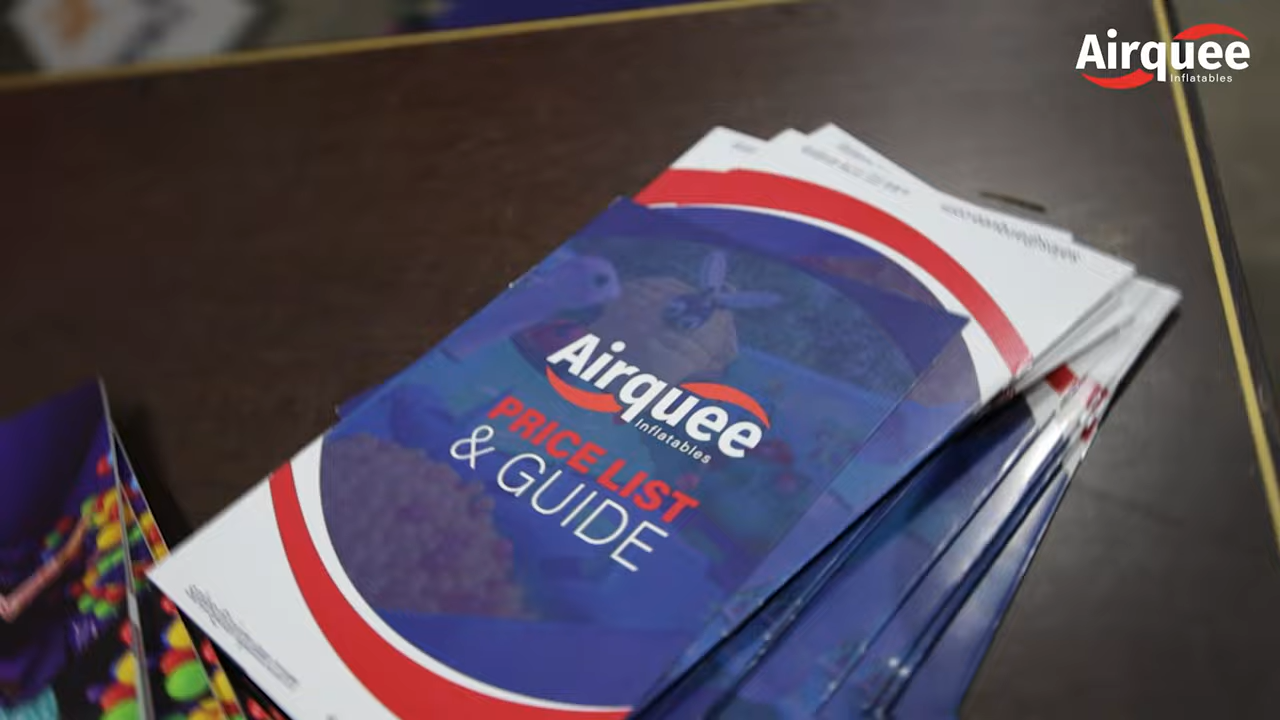 Airquee
Inflatables
Airquee
Inflatables
PRICE LIST
& GUIDE